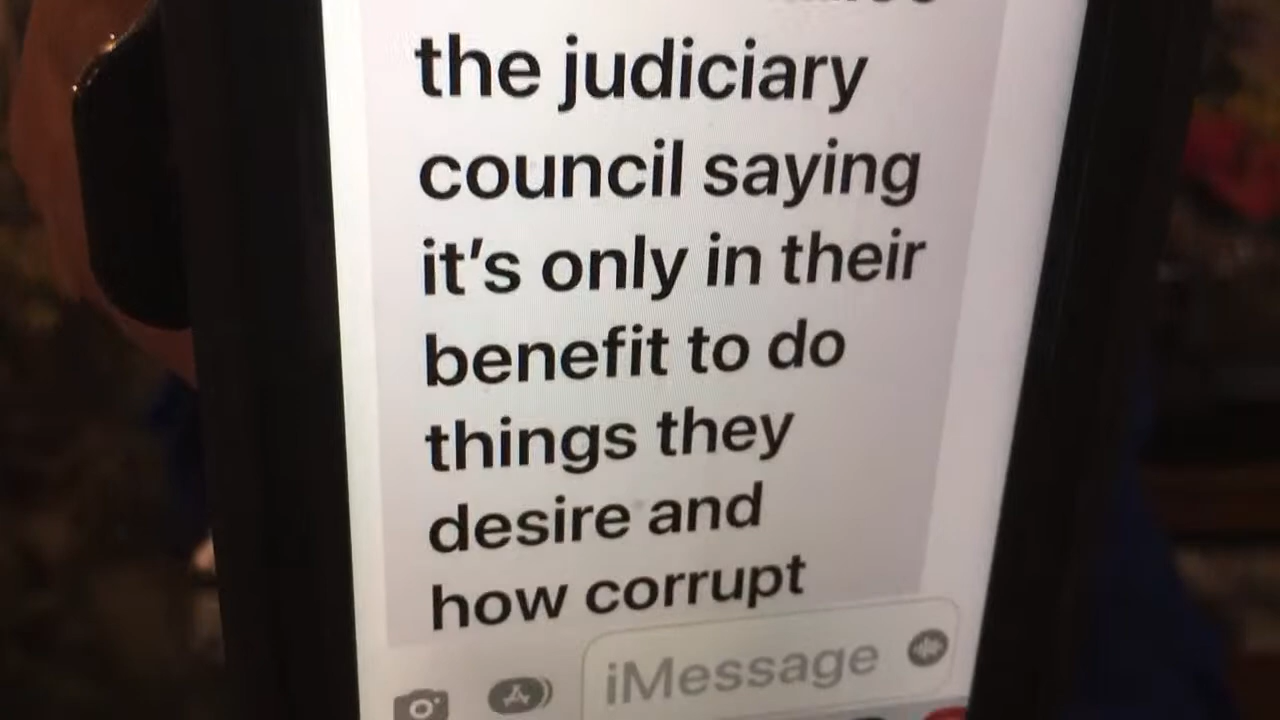 the judiciary
council saying
it's only in their
benefit to do
things they
desire and
how corrupt
iMessage